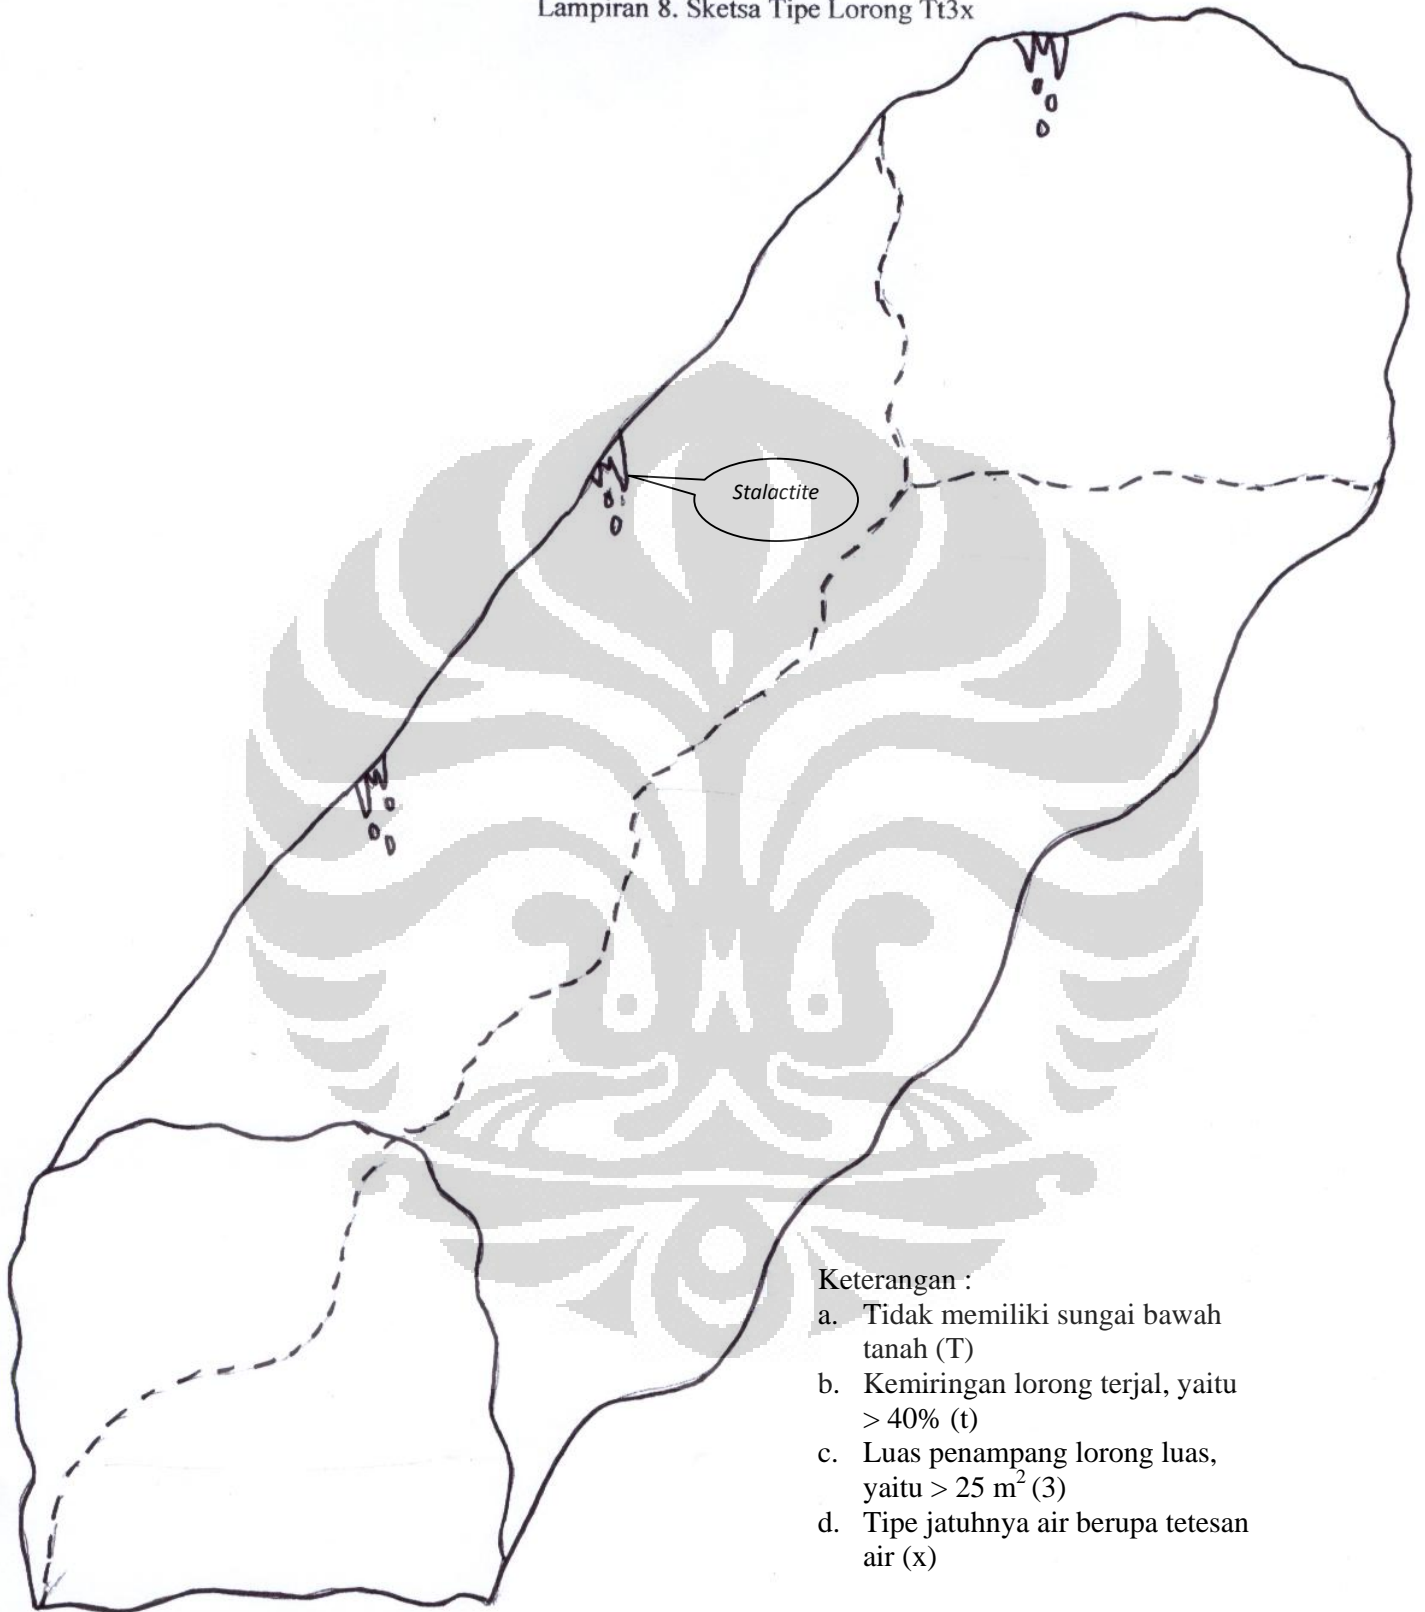 Lampiran 8. Sketsa Tipe Lorong Tt3x
Stalactite
Keterangan :
a. Tidak memiliki sungai bawah
tanah (T)
b. Kemiringan lorong terjal, yaitu
> 40% (t)
c. Luas penampang lorong luas,
yaitu > 25 m² (3)
d. Tipe jatuhnya air berupa tetesan
air (x)